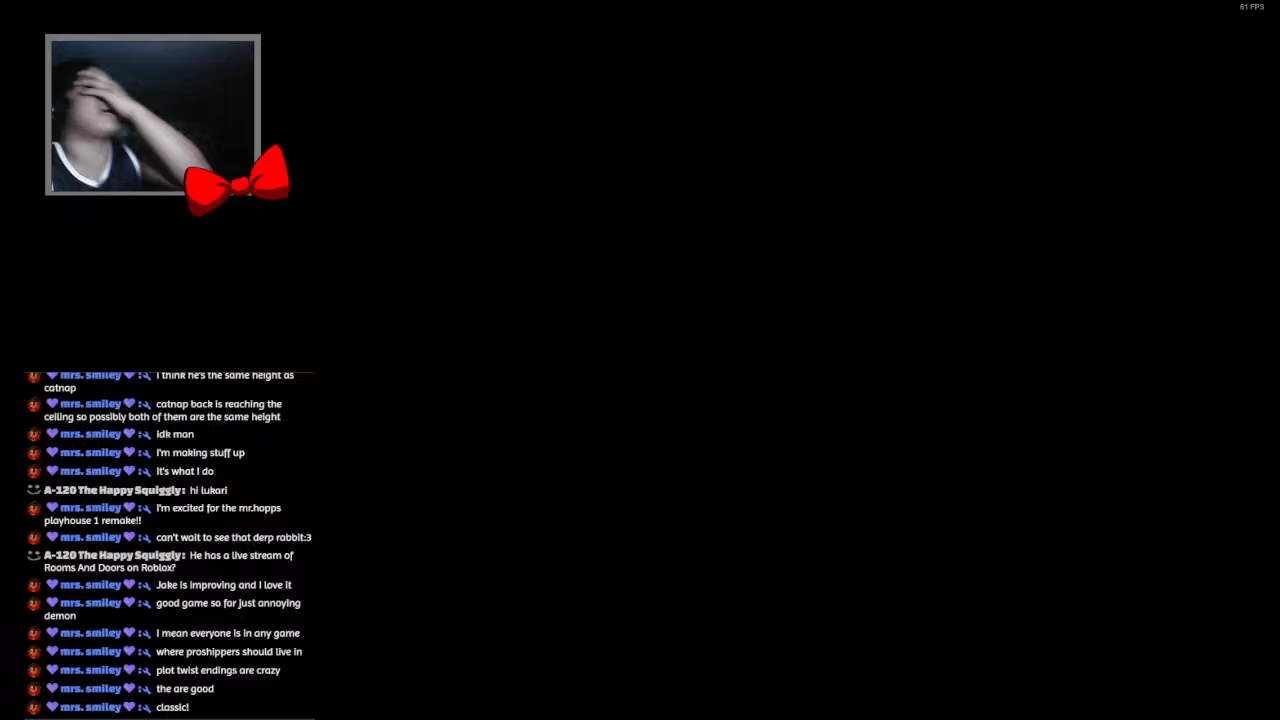 61 FPS
mrs. smiley: I think he's the same height as
catnap
mrs. smiley: catnap back is reaching the
ceiling so possibly both of them are the same height
mrs. smiley: idk man
mrs. smiley: I'm making stuff up
mrs. smiley: it's what I do
A-120 The Happy Squiggly: hi lukari
mrs. smiley: I'm excited for the mr.hopps
playhouse 1 remake!!
mrs. smiley: can't wait to see that derp rabbit:3
A-120 The Happy Squiggly: He has a live stream of
Rooms And Doors on Roblox?
mrs. smiley: Jake is improving and I love it
mrs. smiley: good game so far just annoying
demon
mrs. smiley: I mean everyone is in any game
mrs. smiley: where proshippers should live in
mrs. smiley: plot twist endings are crazy
mrs. smiley: the are good
mrs. smiley: classic!